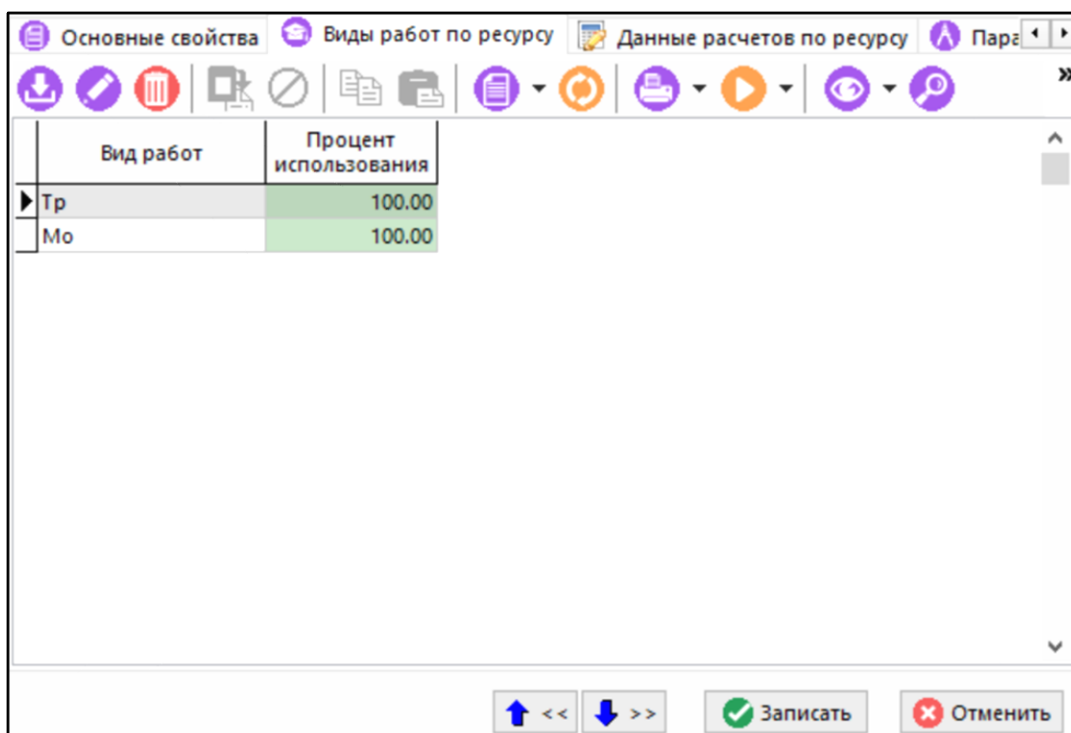 Основные свойства Виды работ по ресурсу Данные расчетов по ресурсу Пара
»
Вид работ Процент
использования
Тр 100.00
Мо 100.00
<< >> Записать Отменить